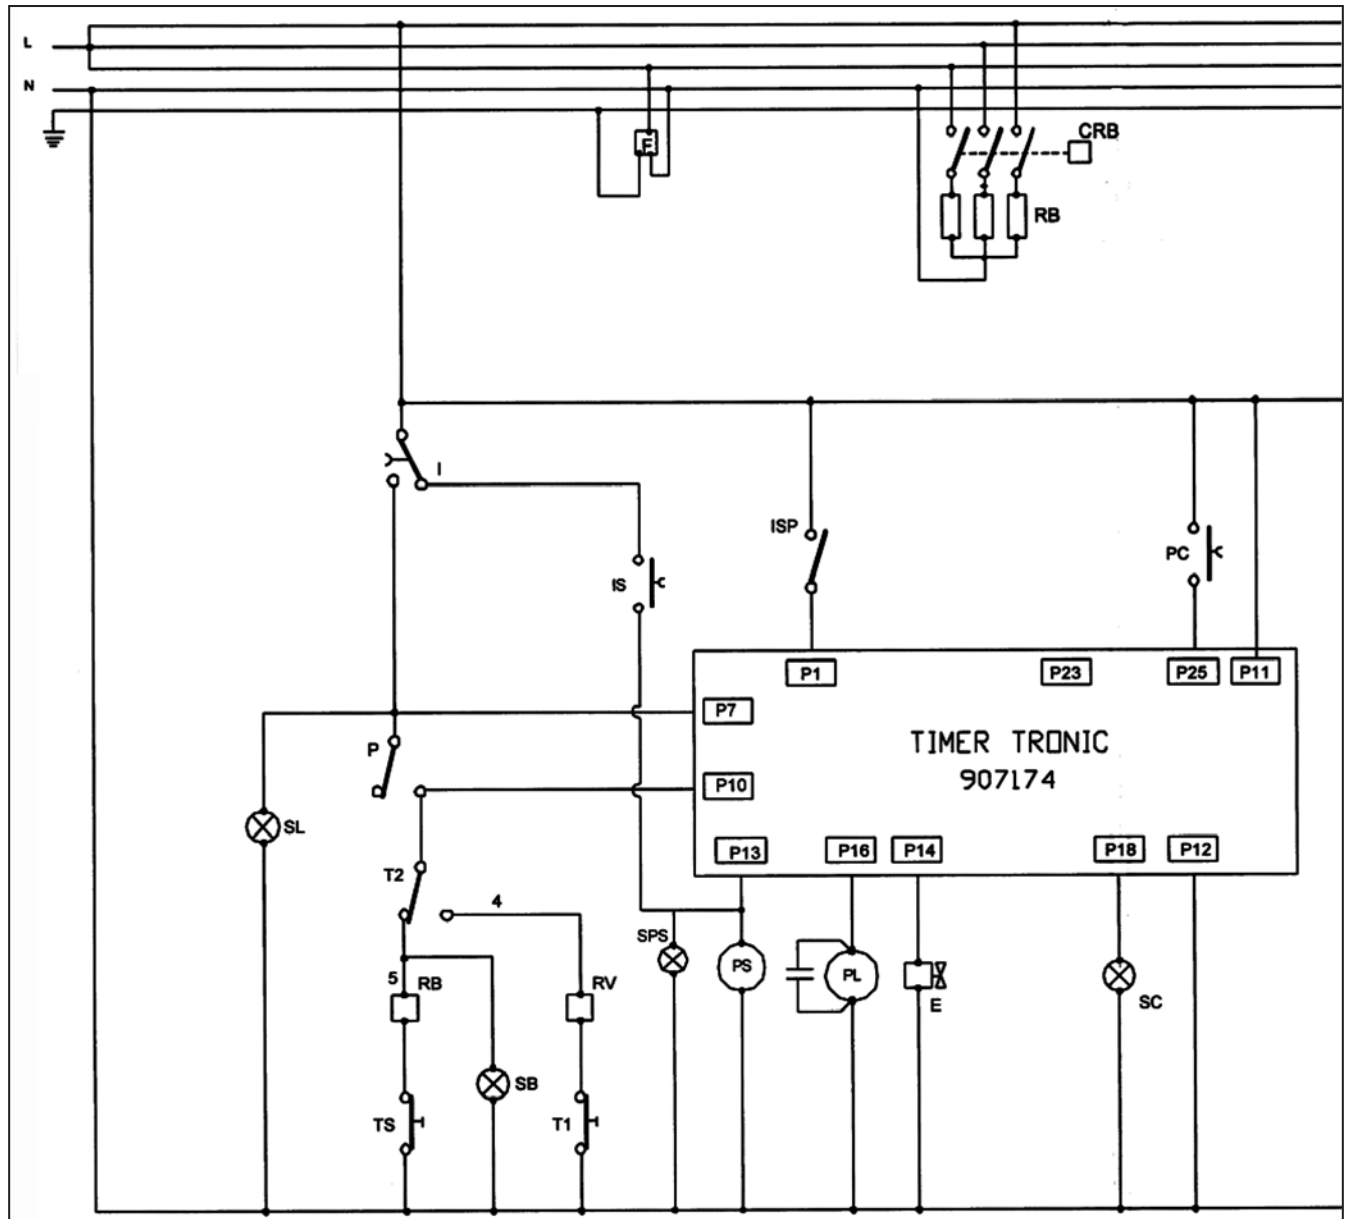 L
N
F
CRB
RB
I
ISP
IS
PC
P1
P23
P25
P11
P7
P
TIMER TRONIC
907174
P10
SL
T2
P13
P16
P14
P18
P12
4
SPS
PS
PL
E
SC
5
RB
RV
SB
TS
T1